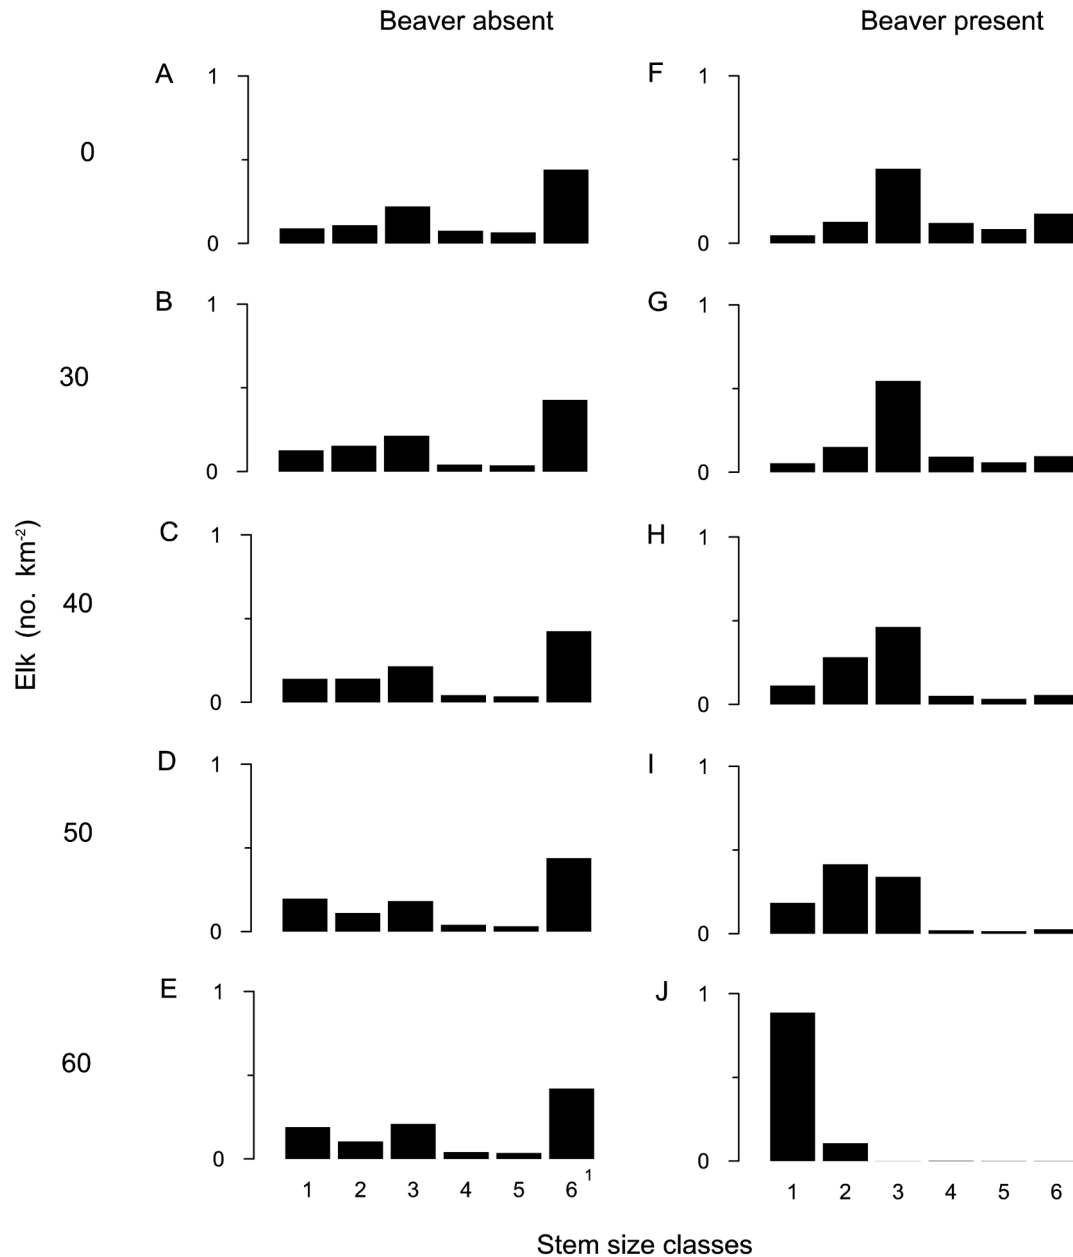 Beaver absent Beaver present
A 1 0 F 1 0
0
B 1 0 G 1 0
30
C 1 0 H 1 0
40
D 1 0 I 1 0
50
E 1 0 J 1 0
60
Elk (no. km-2)
1 2 3 4 5 6 1 1 2 3 4 5 6
Stem size classes